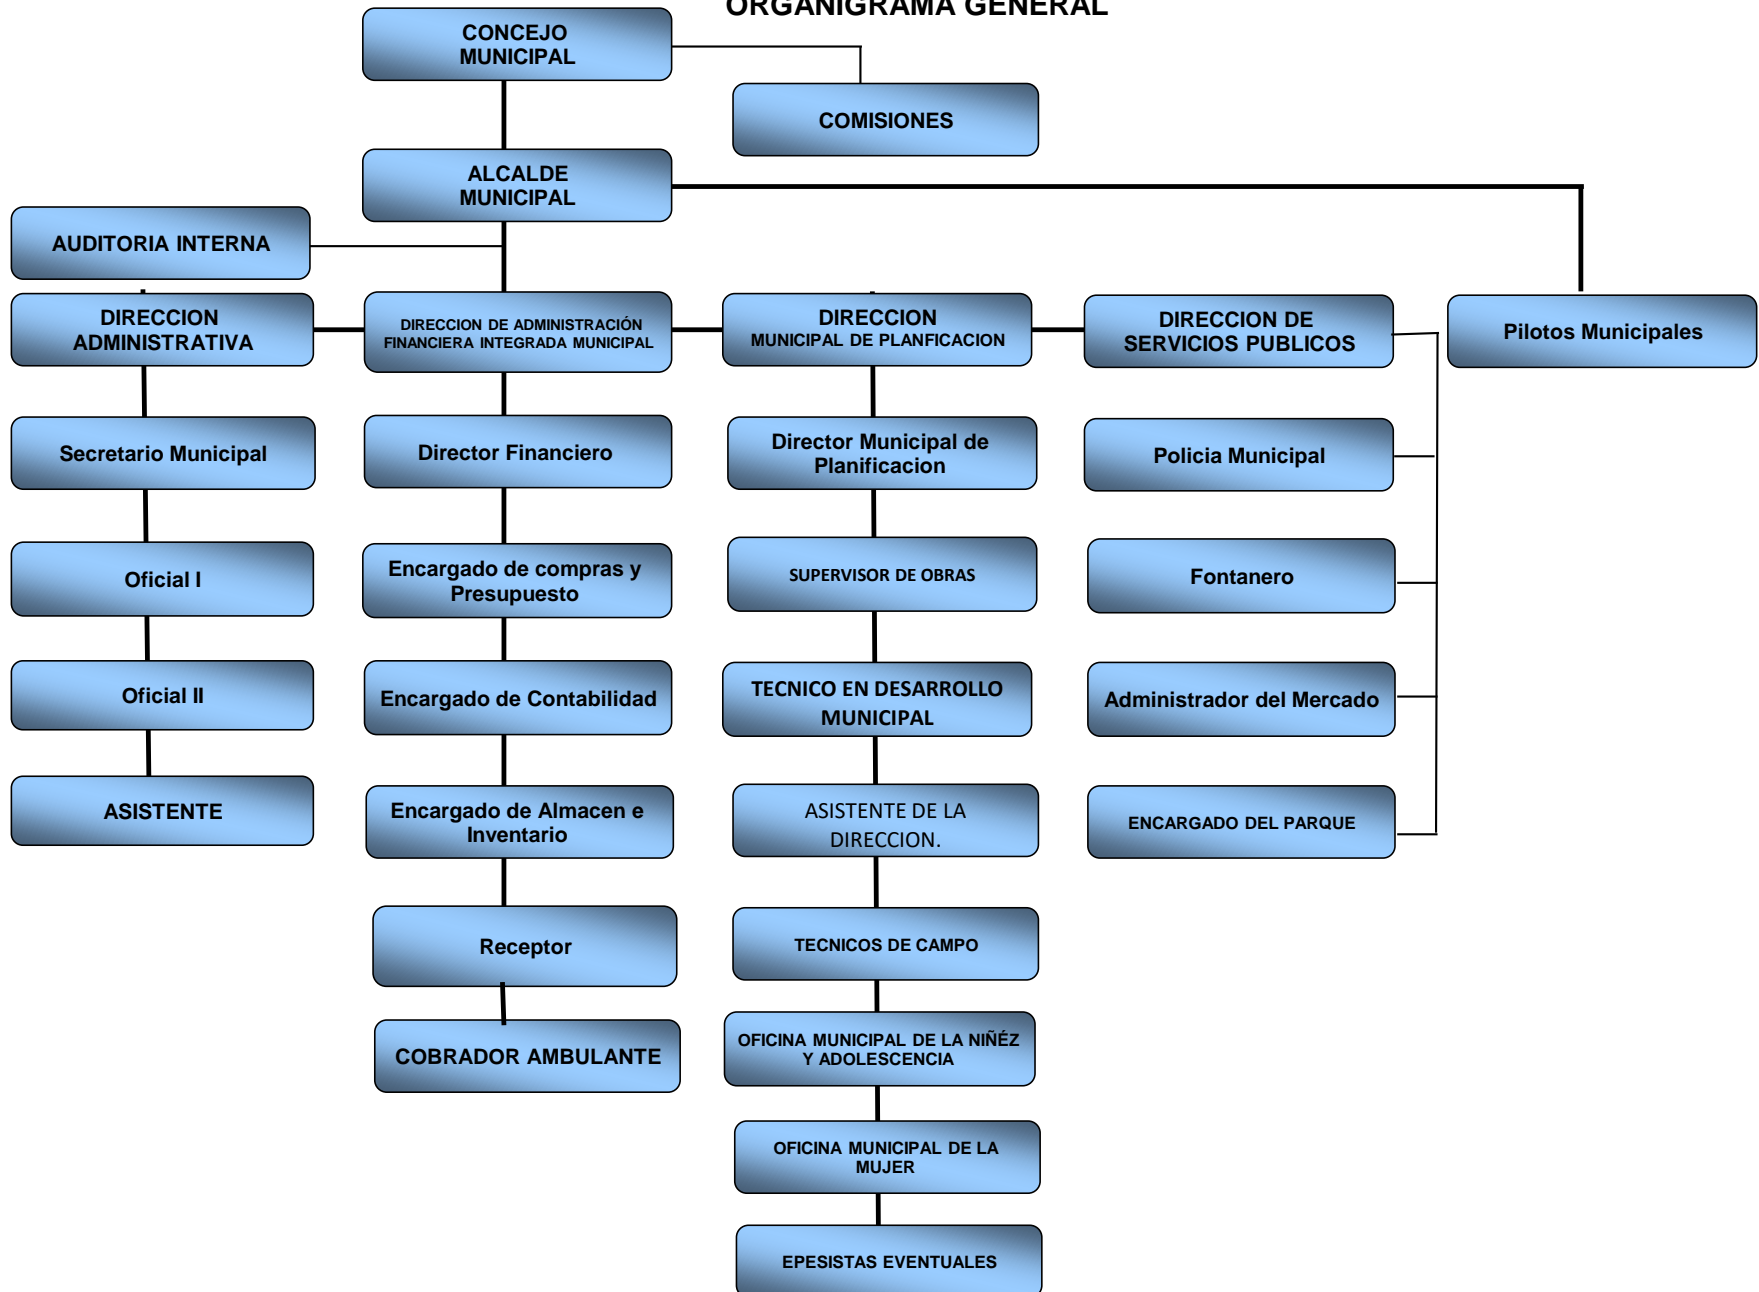 ORGANIGRAMA GENERAL
CONCEJO
MUNICIPAL
COMISIONES
ALCALDE
MUNICIPAL
AUDITORIA INTERNA
DIRECCION
ADMINISTRATIVA
DIRECCION DE ADMINISTRACIÓN
FINANCIERA INTEGRADA MUNICIPAL
DIRECCION
MUNICIPAL DE PLANFICACION
DIRECCION DE
SERVICIOS PUBLICOS
Pilotos Municipales
Secretario Municipal
Director Financiero
Director Municipal de
Planificacion
Policia Municipal
Oficial I
Encargado de compras y
Presupuesto
SUPERVISOR DE OBRAS
Fontanero
Oficial II
Encargado de Contabilidad
TECNICO EN DESARROLLO
MUNICIPAL
Administrador del Mercado
ASISTENTE
Encargado de Almacen e
Inventario
ASISTENTE DE LA
DIRECCION.
ENCARGADO DEL PARQUE
Receptor
TECNICOS DE CAMPO
COBRADOR AMBULANTE
OFICINA MUNICIPAL DE LA NIÑÉZ
Y ADOLESCENCIA
OFICINA MUNICIPAL DE LA
MUJER
EPESISTAS EVENTUALES